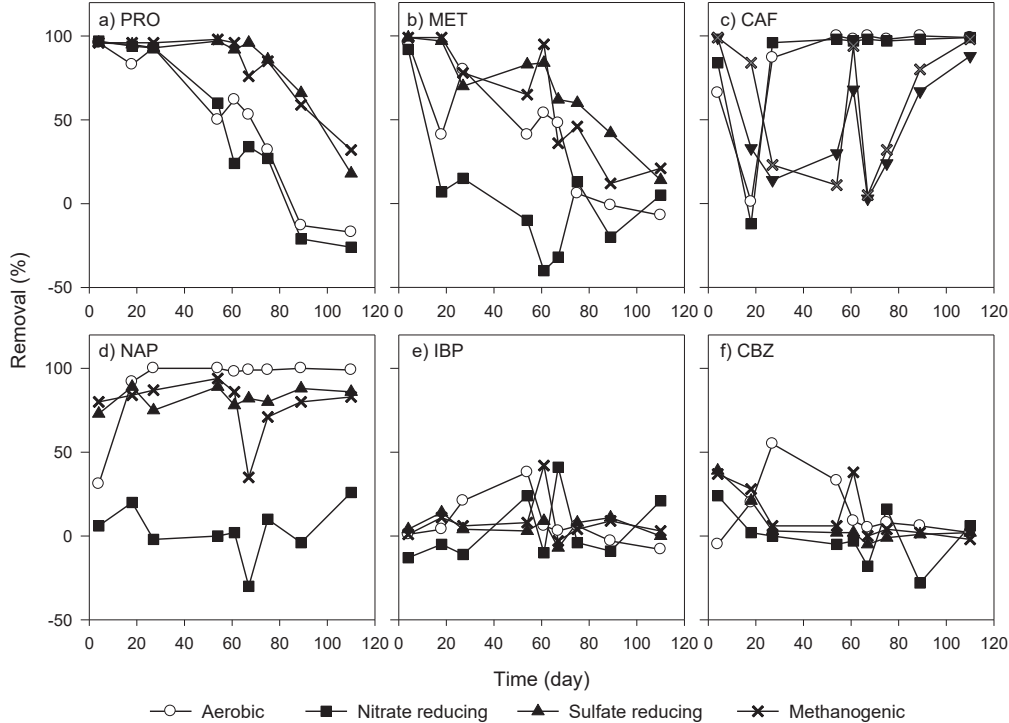 a) PRO
b) MET
c) CAF
100
50
0
-50
0 20 40 60 80 100 120
0 20 40 60 80 100 120
0 20 40 60 80 100 120
Removal (%)
d) NAP
e) IBP
f) CBZ
100
50
0
-50
0 20 40 60 80 100 120
0 20 40 60 80 100 120
0 20 40 60 80 100 120
Time (day)
Aerobic Nitrate reducing Sulfate reducing Methanogenic